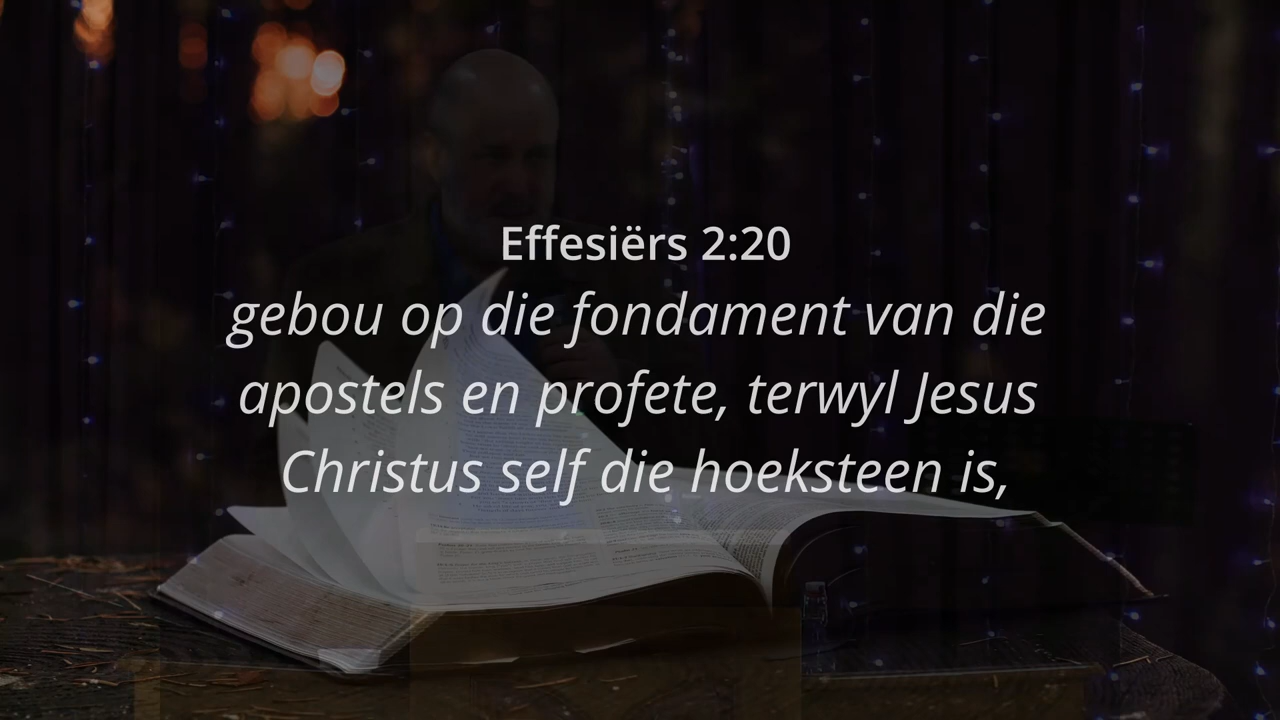 Effesiërs 2:20
gebou op die fondament van die
apostels en profete, terwyl Jesus
Christus self die hoeksteen is,